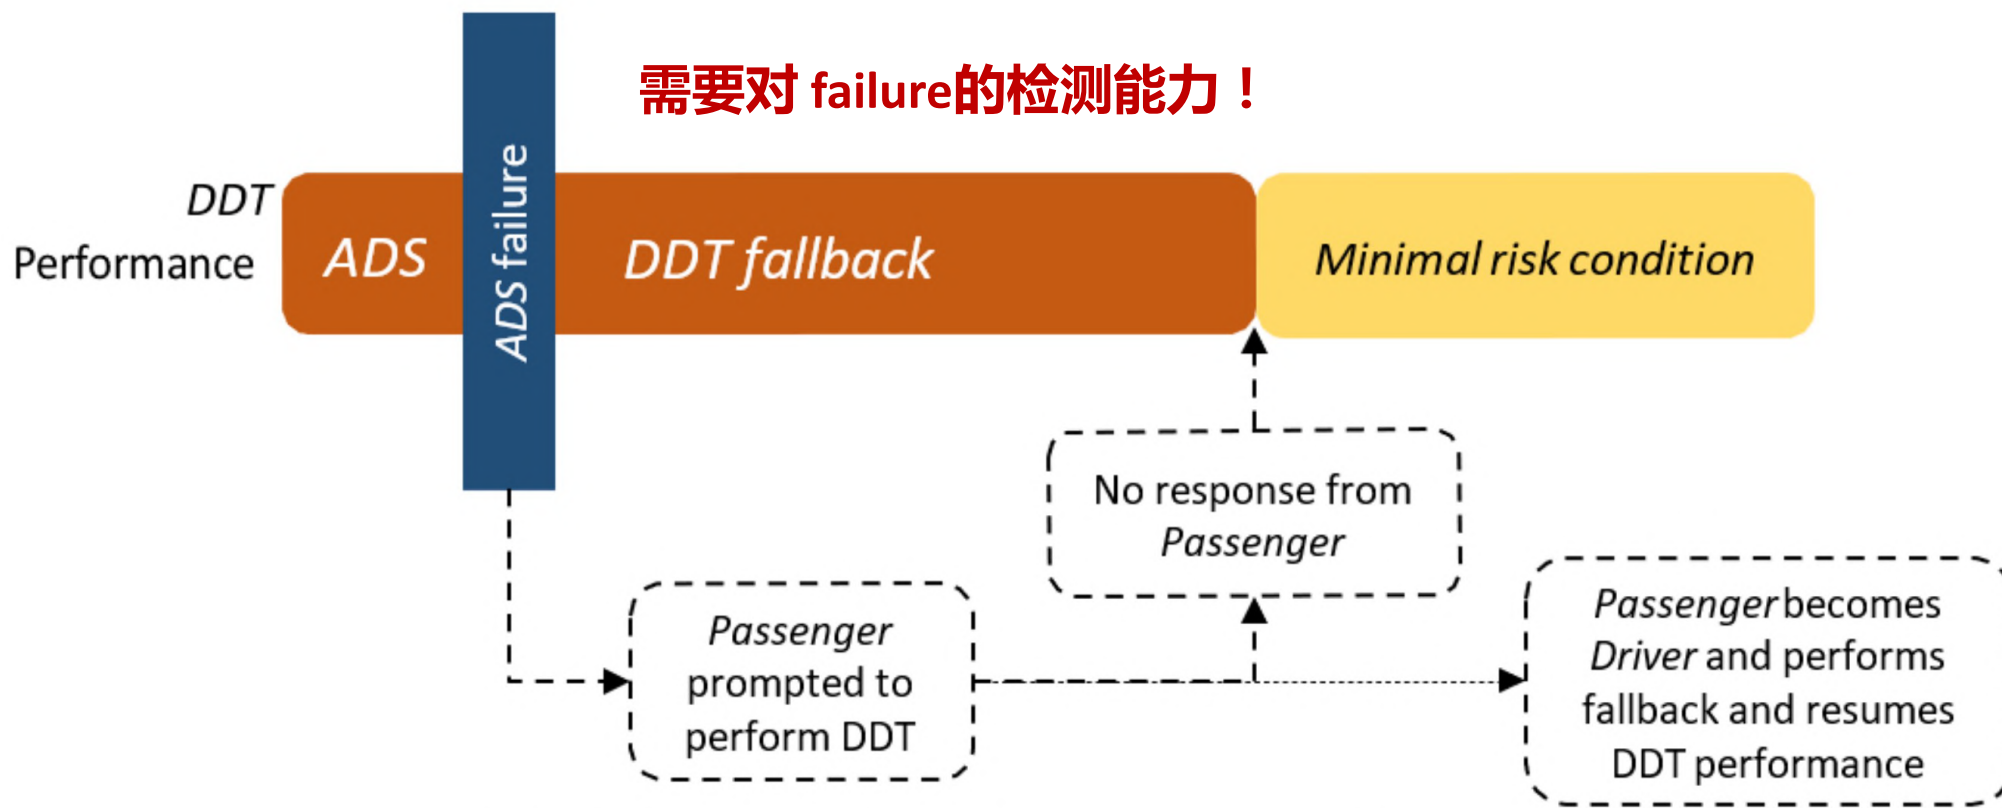 需要对 failure的检测能力！
DDT
Performance
ADS
ADS failure
DDT fallback
Minimal risk condition
No response from
Passenger
Passenger
prompted to
perform DDT
Passenger becomes
Driver and performs
fallback and resumes
DDT performance